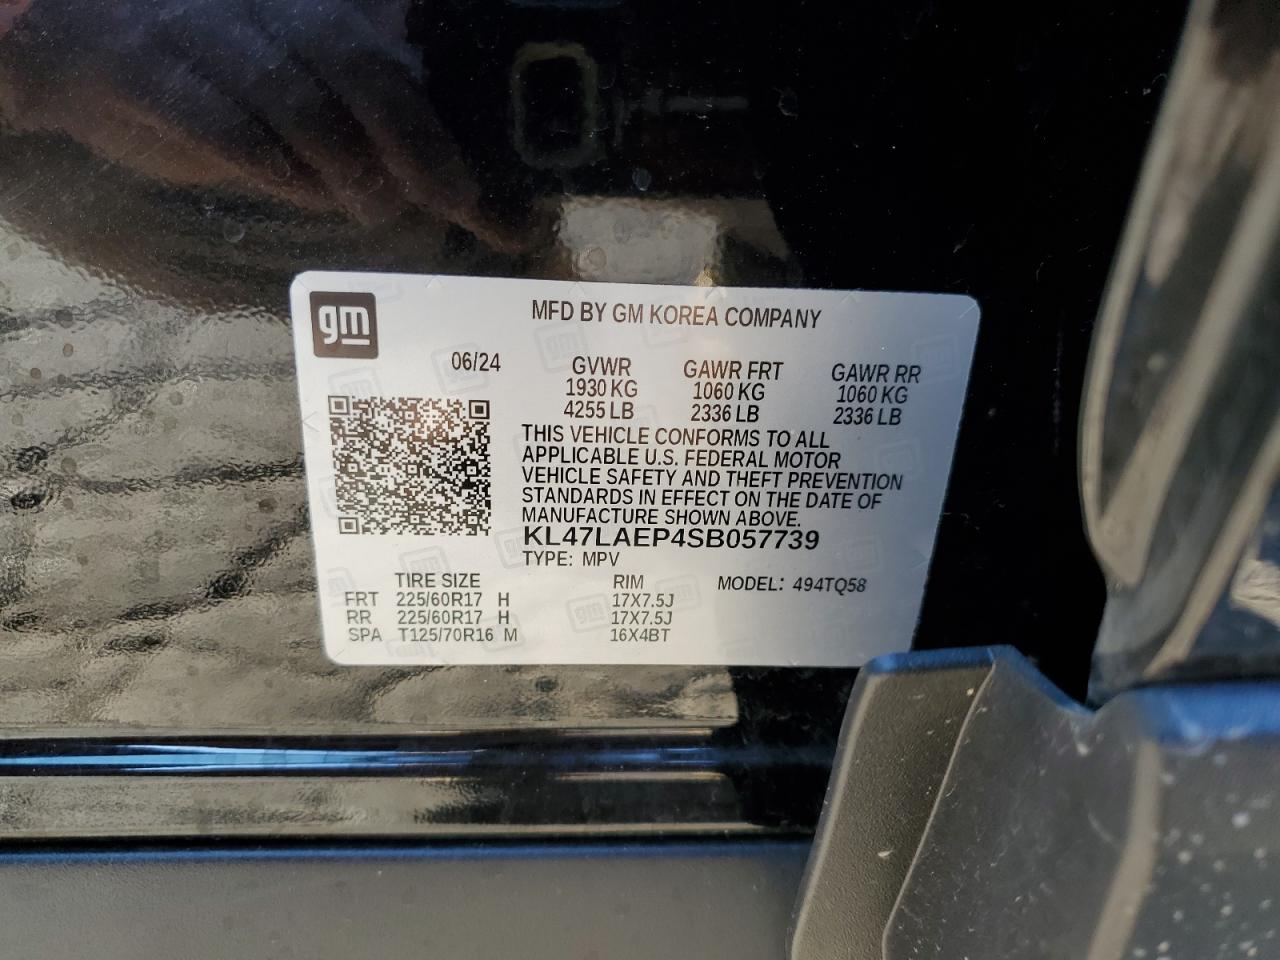 gm
MFD BY GM KOREA COMPANY
06/24
GVWR GAWR FRT GAWR RR
1930 KG 1060 KG 1060 KG
4255 LB 2336 LB 2336 LB
THIS VEHICLE CONFORMS TO ALL
APPLICABLE U.S. FEDERAL MOTOR
VEHICLE SAFETY AND THEFT PREVENTION
STANDARDS IN EFFECT ON THE DATE OF
MANUFACTURE SHOWN ABOVE.
KL47LAEP4SB057739
TYPE: MPV
TIRE SIZE RIM MODEL: 494TQ58
FRT 225/60R17 H 17X7.5J
RR 225/60R17 H 17X7.5J
SPA T125/70R16 M 16X4BT